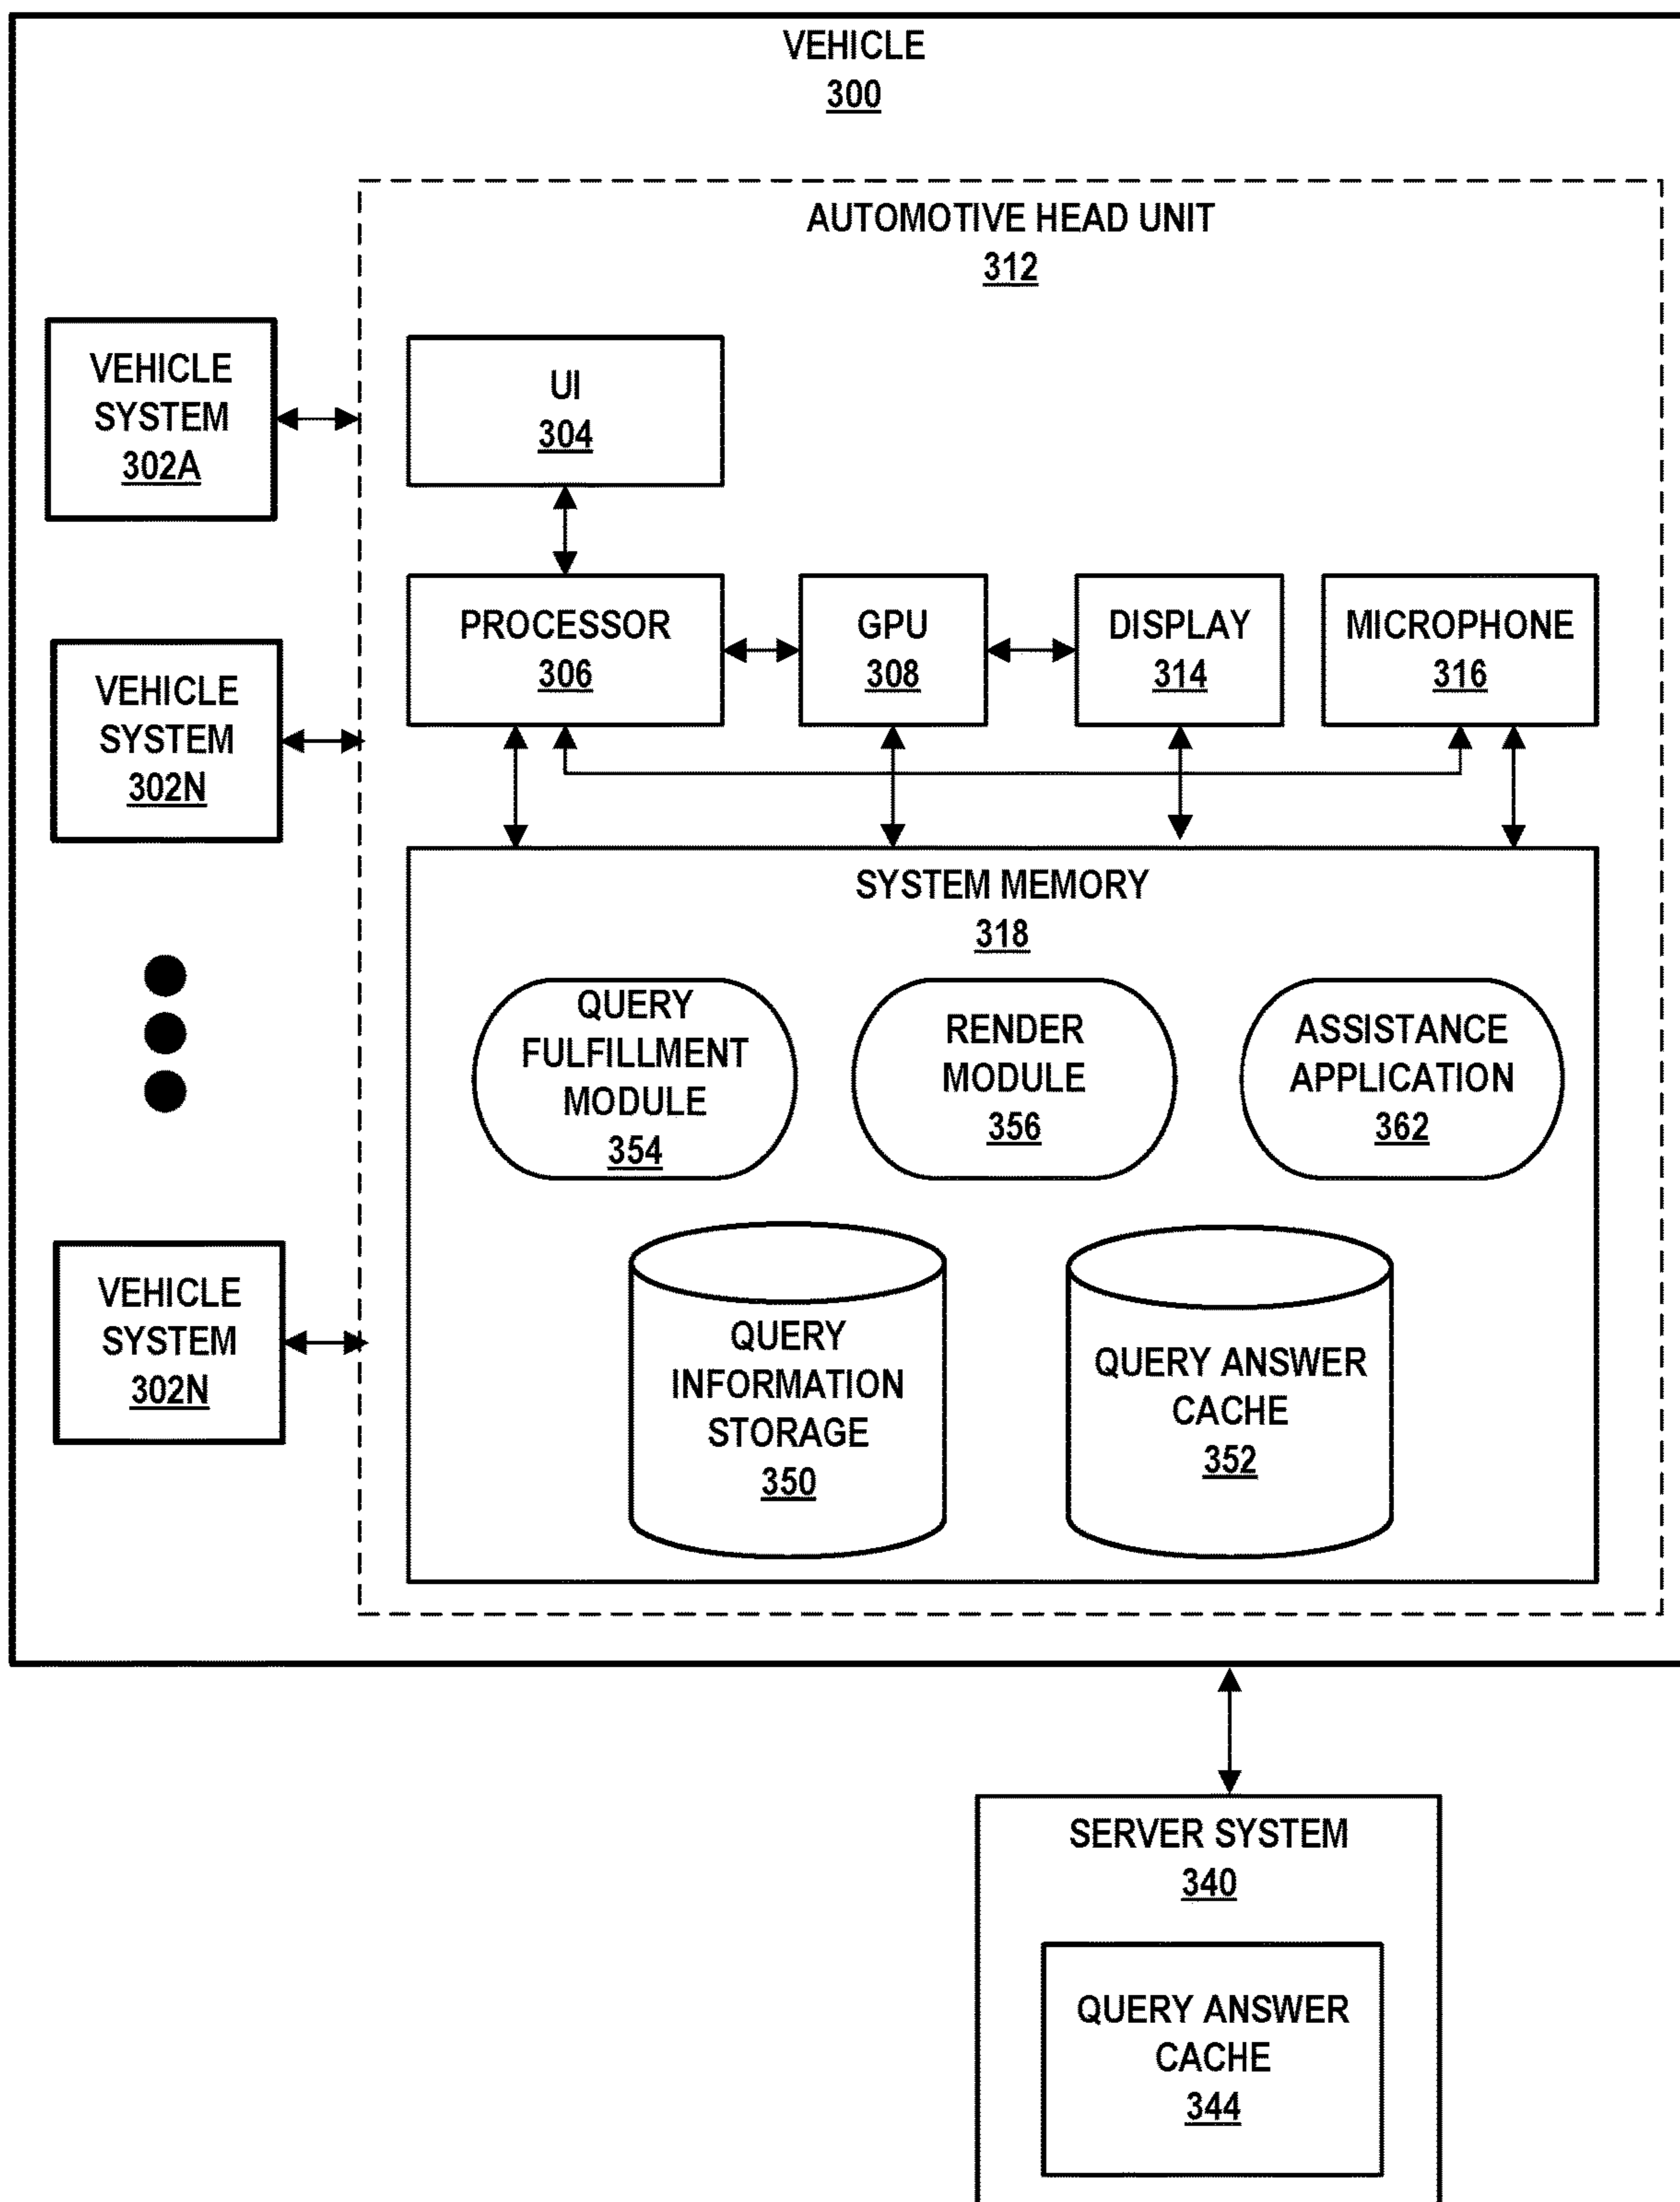 VEHICLE
300
AUTOMOTIVE HEAD UNIT
312
VEHICLE
SYSTEM
302A
UI
304
PROCESSOR
306
GPU
308
DISPLAY
314
MICROPHONE
316
VEHICLE
SYSTEM
302N
SYSTEM MEMORY
318
QUERY
FULFILLMENT
MODULE
354
RENDER
MODULE
356
ASSISTANCE
APPLICATION
362
VEHICLE
SYSTEM
302N
QUERY
INFORMATION
STORAGE
350
QUERY ANSWER
CACHE
352
SERVER SYSTEM
340
QUERY ANSWER
CACHE
344